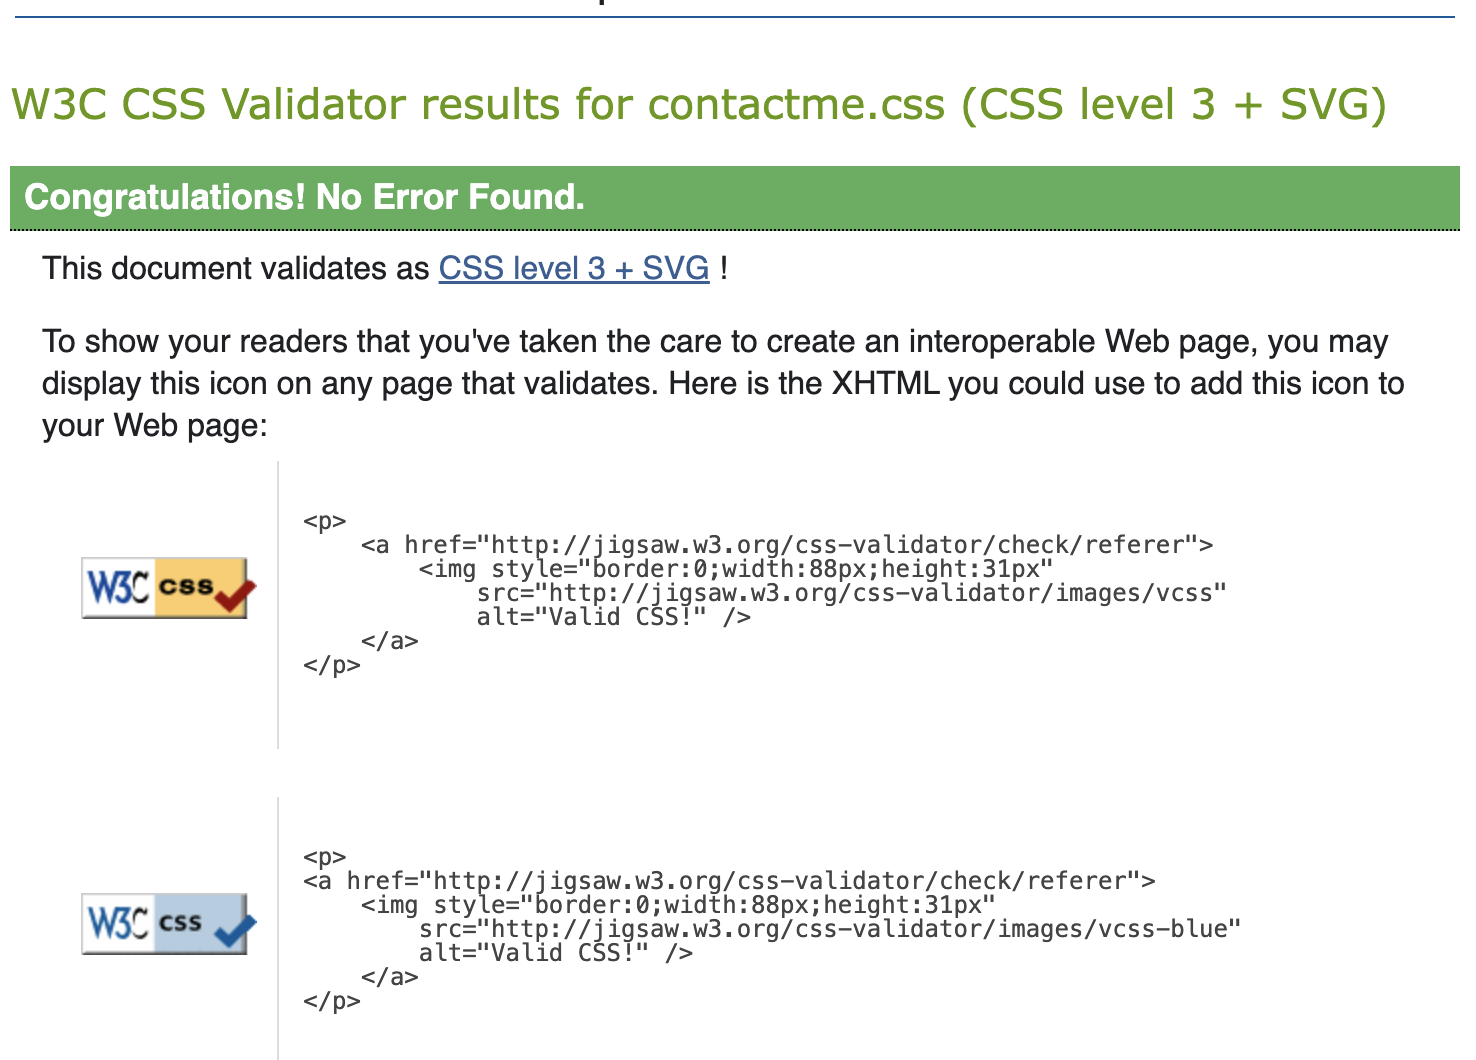 W3C CSS Validator results for contactme.css (CSS level 3 + SVG)
Congratulations! No Error Found.
This document validates as CSS level 3 + SVG !
To show your readers that you've taken the care to create an interoperable Web page, you may
display this icon on any page that validates. Here is the XHTML you could use to add this icon to
your Web page:
<p>
<a href="http://jigsaw.w3.org/css-validator/check/referer">
<img style="border:0;width:88px;height:31px"
W3C css
src="http://jigsaw.w3.org/css-validator/images/vcss"
alt="Valid CSS!" />
</a>
</p>
<p>
<a href="http://jigsaw.w3.org/css-validator/check/referer">
<img style="border:0;width:88px;height:31px"
W3C css
src="http://jigsaw.w3.org/css-validator/images/vcss-blue"
alt="Valid CSS!" />
</a>
</p>